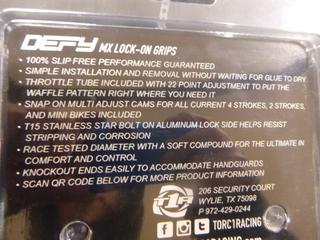 DEFY MX LOCK-ON GRIPS
• 100% SLIP FREE PERFORMANCE GUARANTEED
• SIMPLE INSTALLATION AND REMOVAL WITHOUT WAITING FOR GLUE TO DRY
• THROTTLE TUBE INCLUDED WITH 22 POINT ADJUSTMENT TO PUT THE
WAFFLE PATTERN RIGHT WHERE YOU NEED IT
• SNAP ON MULTI ADJUST CAMS FOR ALL CURRENT 4 STROKES, 2 STROKES,
AND MINI BIKES INCLUDED
• T15 STAINLESS STAR BOLT ON ALUMINUM LOCK SIDE HELPS RESIST
STRIPPING AND CORROSION
• RACE TESTED DIAMETER WITH A SOFT COMPOUND FOR THE ULTIMATE IN
COMFORT AND CONTROL
• KNOCKOUT ENDS EASILY TO ACCOMMODATE HANDGUARDS
• SCAN QR CODE BELOW FOR MORE PRODUCT INFORMATION
T1R
206 SECURITY COURT
WYLIE, TX 75098
P 972-429-0244
TORC1RACING